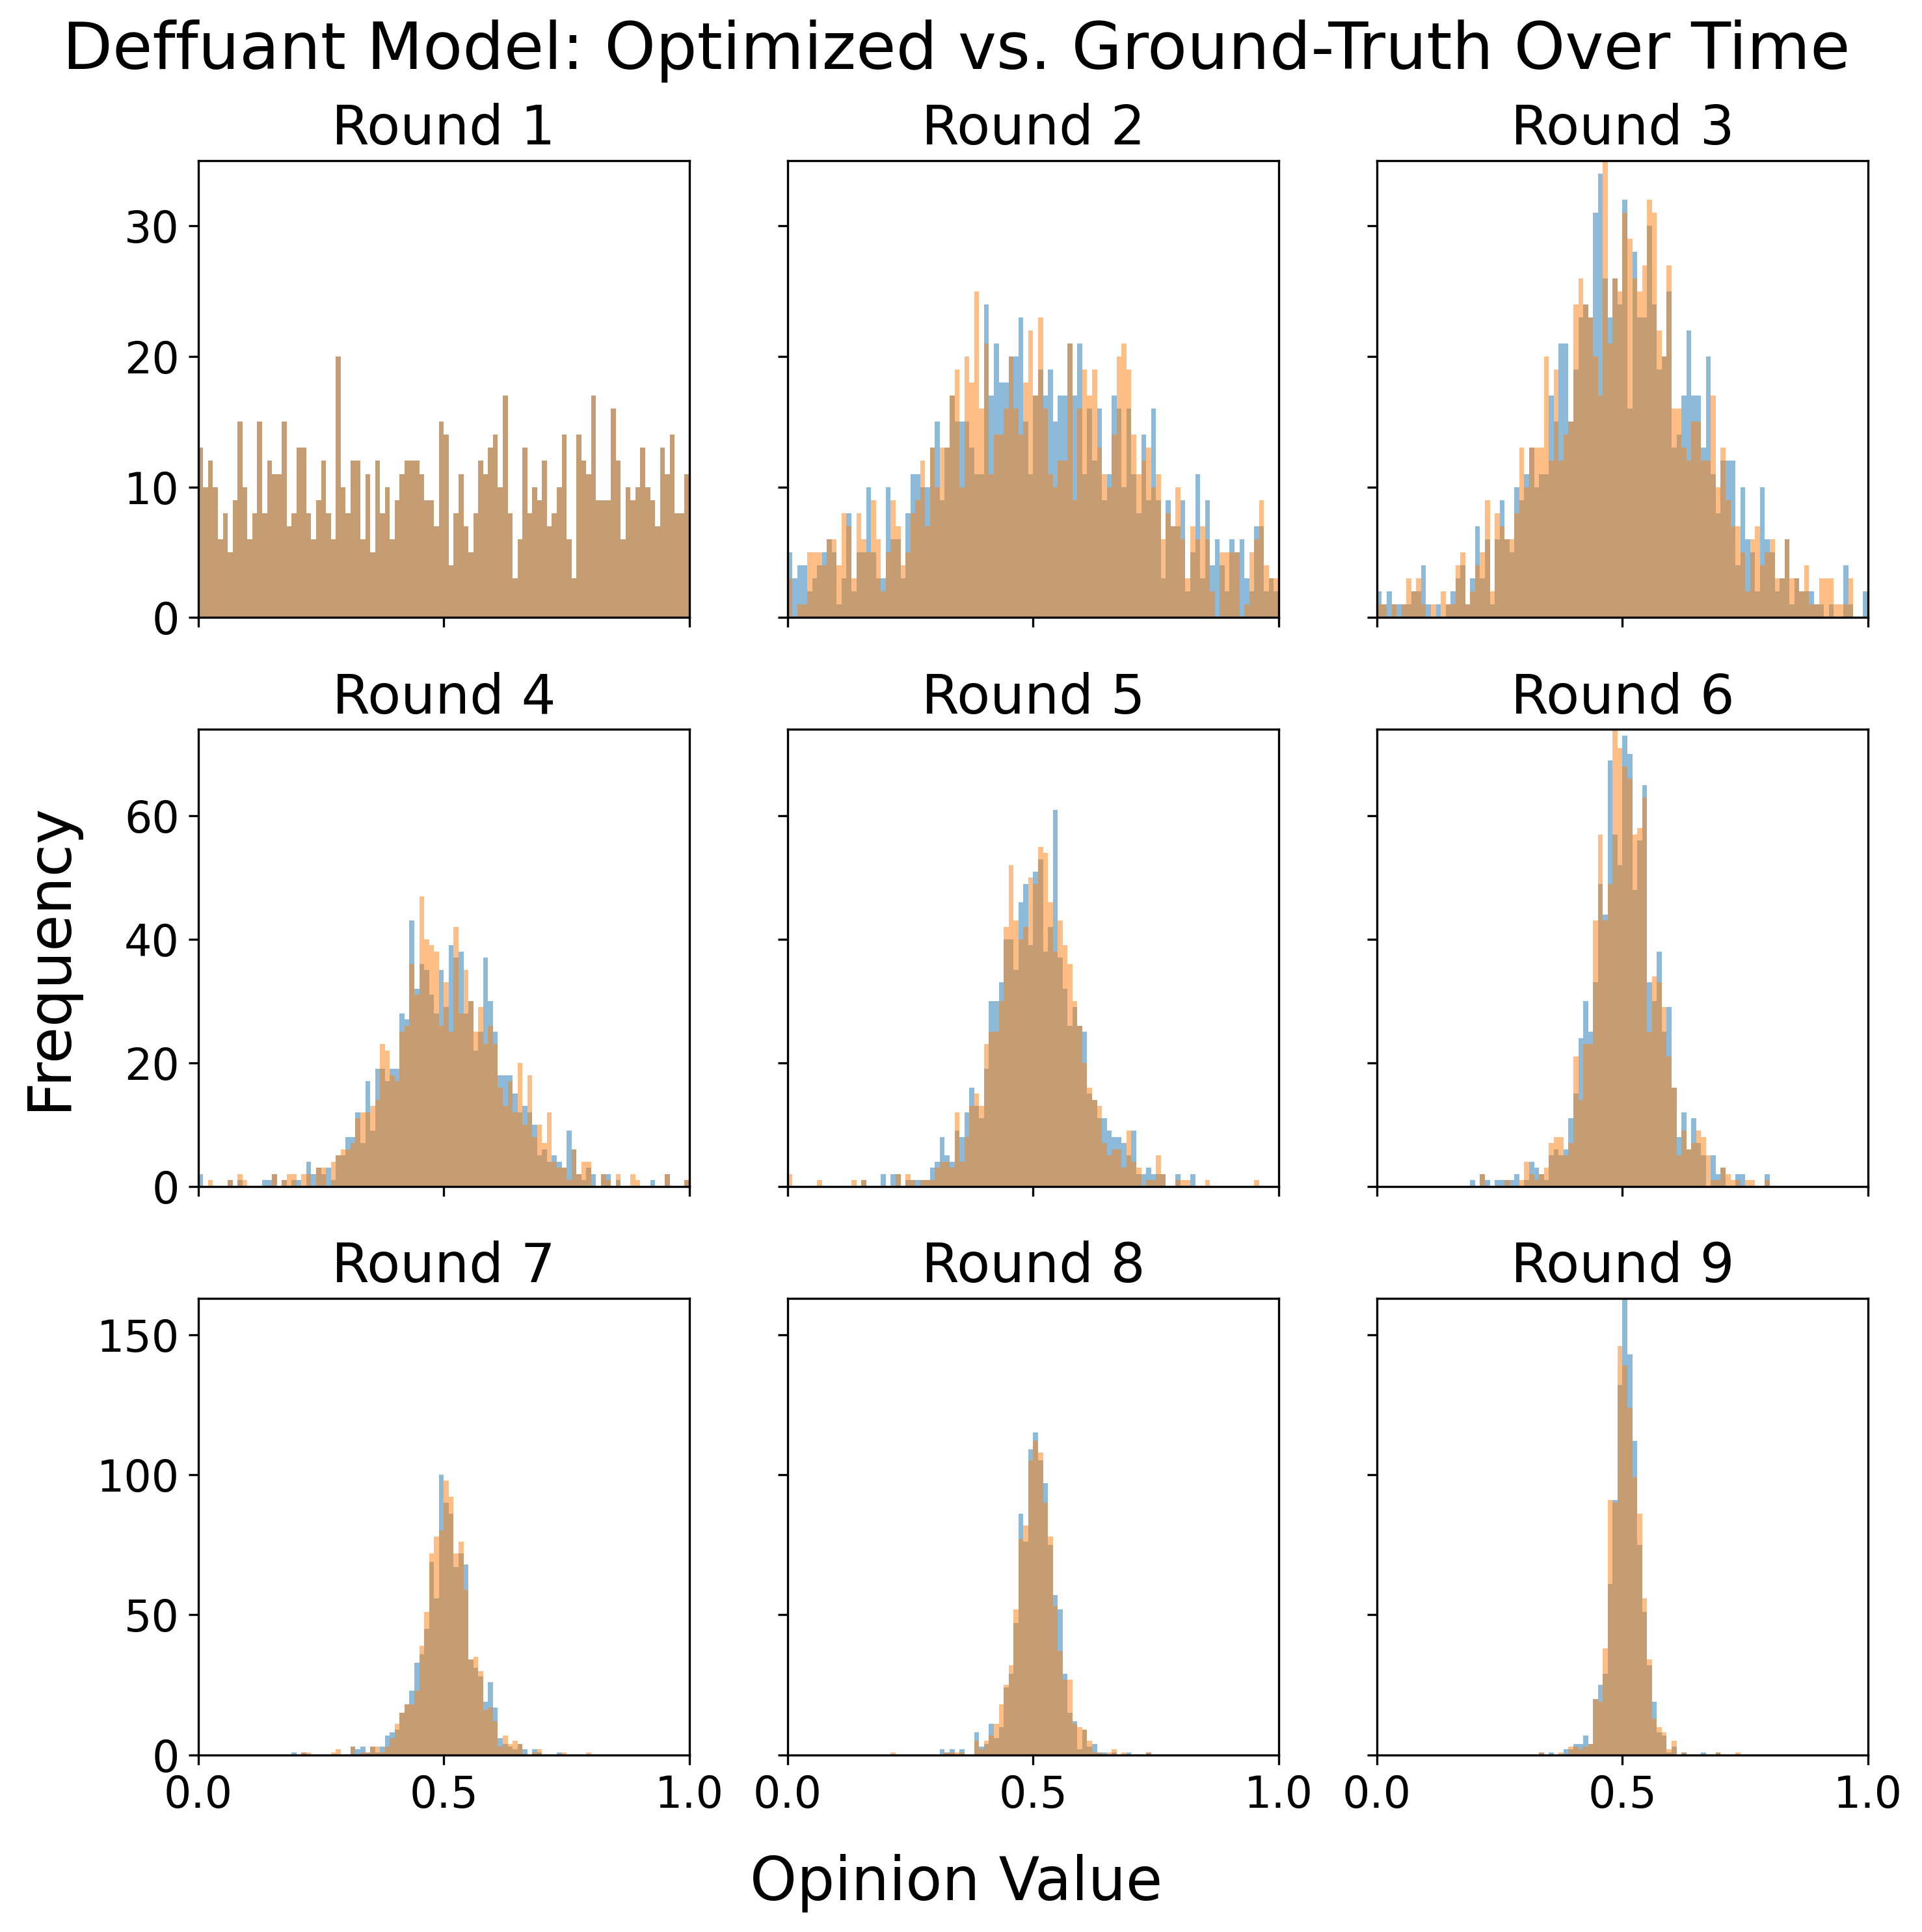 Deffuant Model: Optimized vs. Ground-Truth Over Time
Round 1
Round 2
Round 3
30
20
10
0
Round 4
Round 5
Round 6
Frequency
60
40
20
0
Round 7
Round 8
Round 9
150
100
50
0
0.0 0.5 1.0 0.0 0.5 1.0 0.0 0.5 1.0
Opinion Value